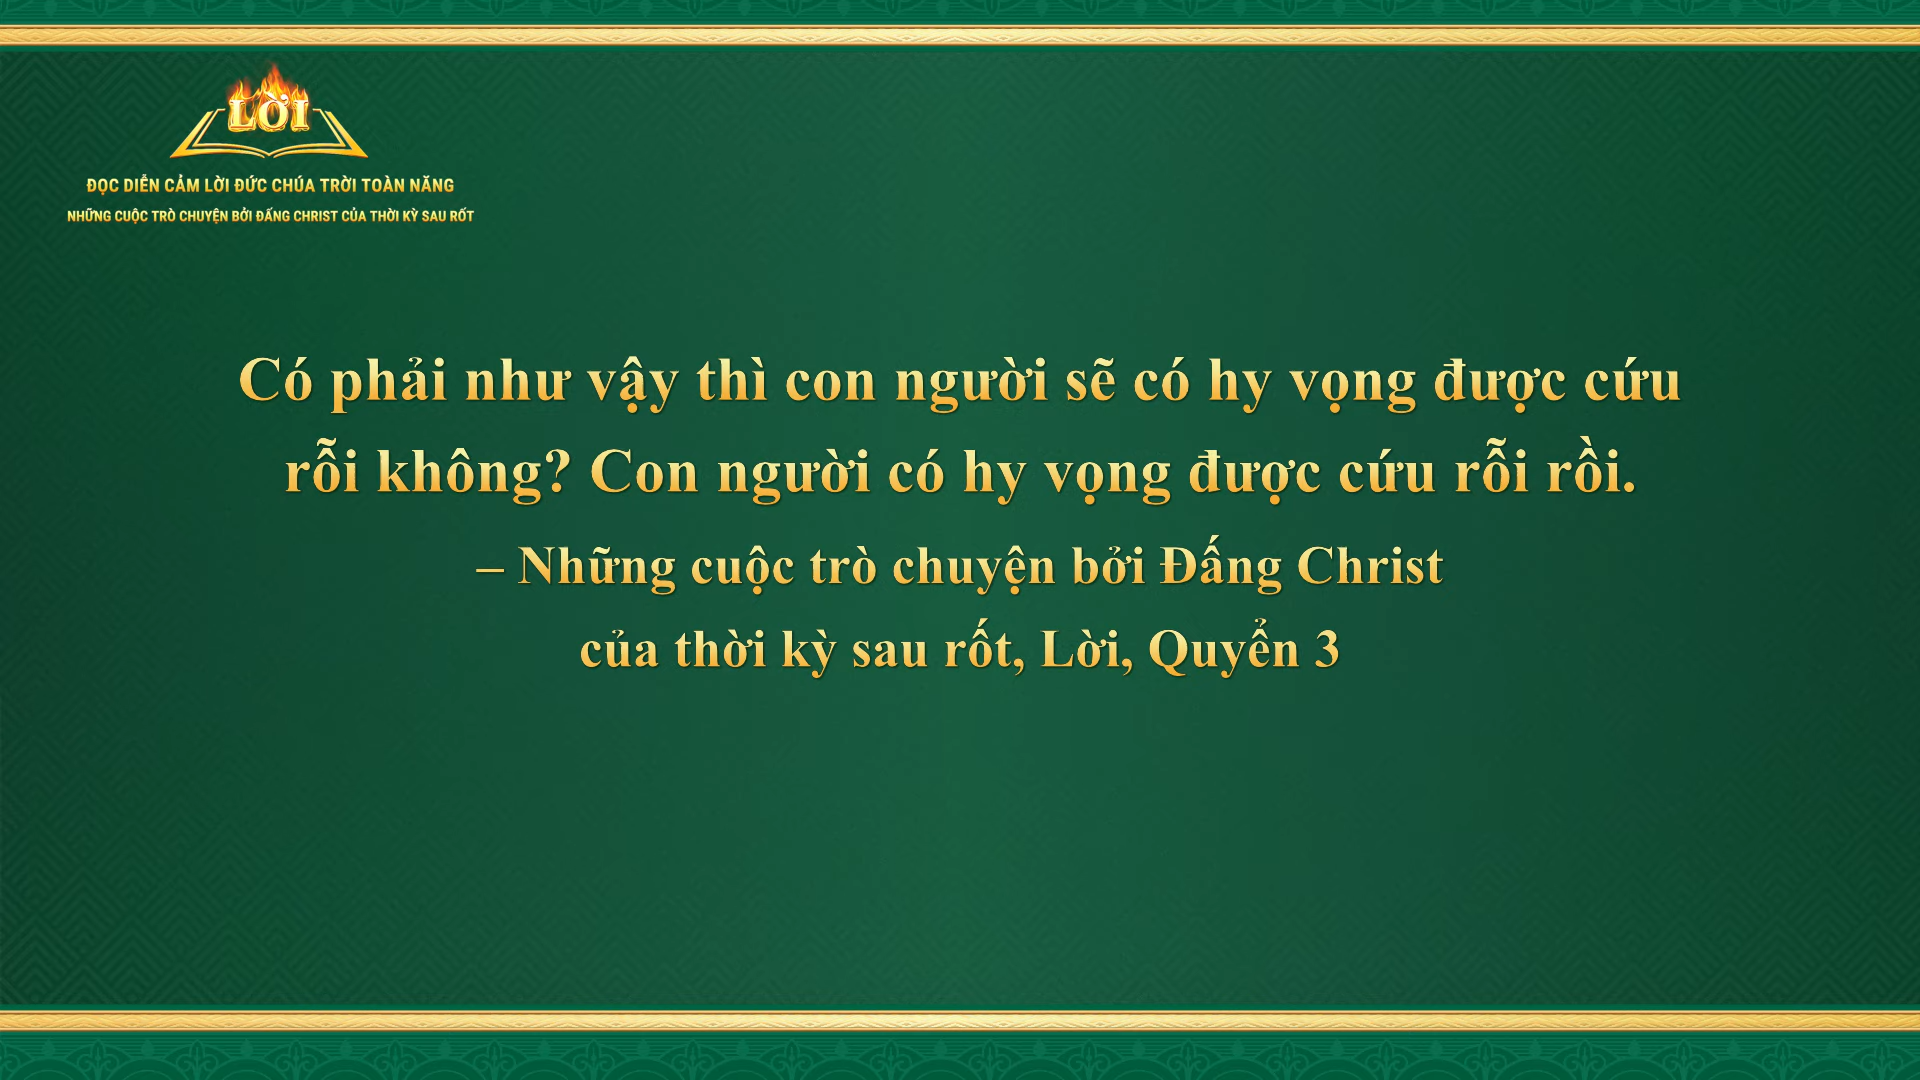 LỜI
ĐỌC DIỄN CẢM LỜI ĐỨC CHÚA TRỜI TOÀN NĂNG
NHỮNG CUỘC TRÒ CHUYỆN BỞI ĐẤNG CHRIST CỦA THỜI KỲ SAU RỐT
Có phải như vậy thì con người sẽ có hy vọng được cứu
rỗi không? Con người có hy vọng được cứu rỗi rồi.
– Những cuộc trò chuyện bởi Đấng Christ
của thời kỳ sau rốt, Lời, Quyển 3